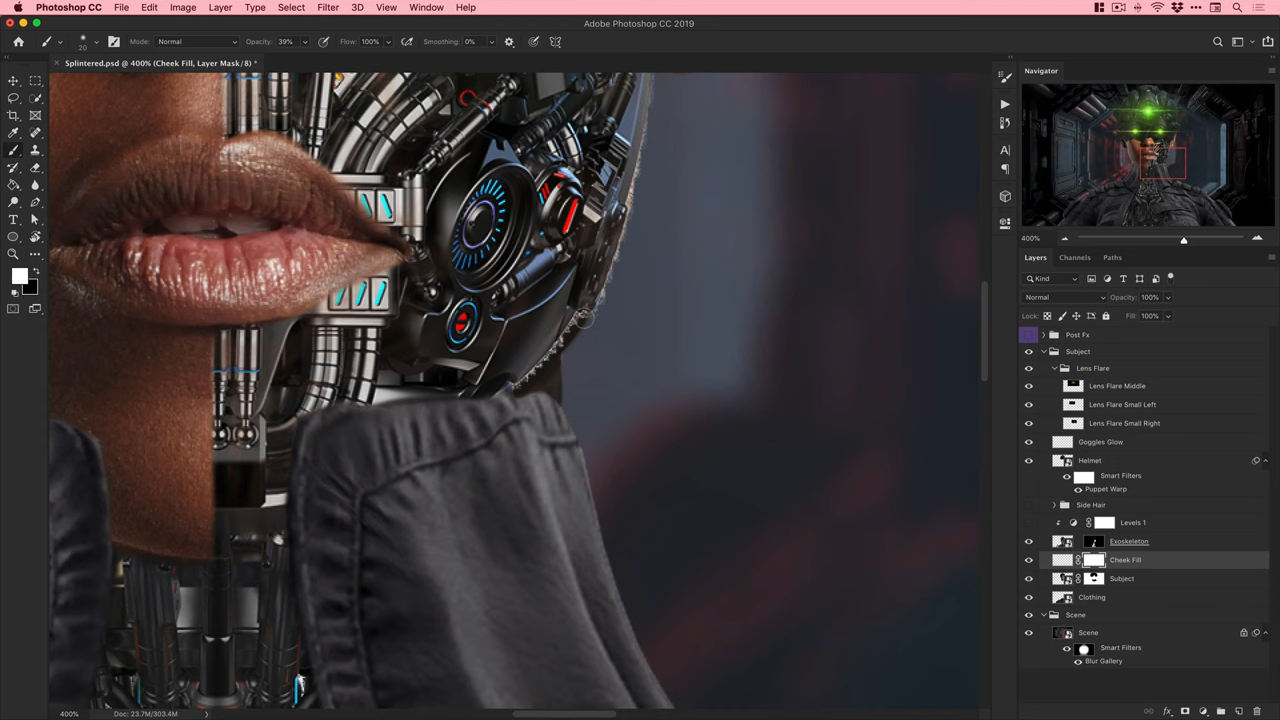 Photoshop CC File Edit Image Layer Type Select Filter 3D View Window Help
Adobe Photoshop CC 2019
20 Mode: Normal Opacity: 39% Flow: 100% Smoothing: 0%
Splintered.psd @ 400% (Cheek Fill, Layer Mask/8) *
Navigator
400%
Layers Channels Paths
Kind
Normal Opacity: 100%
Lock: Fill: 100%
Post Fx
Subject
Lens Flare
Lens Flare Middle
Lens Flare Small Left
Lens Flare Small Right
Goggles Glow
Helmet
Smart Filters
Puppet Warp
Side Hair
Levels 1
Exoskeleton
Cheek Fill
Subject
Clothing
Scene
Scene
Smart Filters
Blur Gallery
400% Doc: 23.7M/303.4M